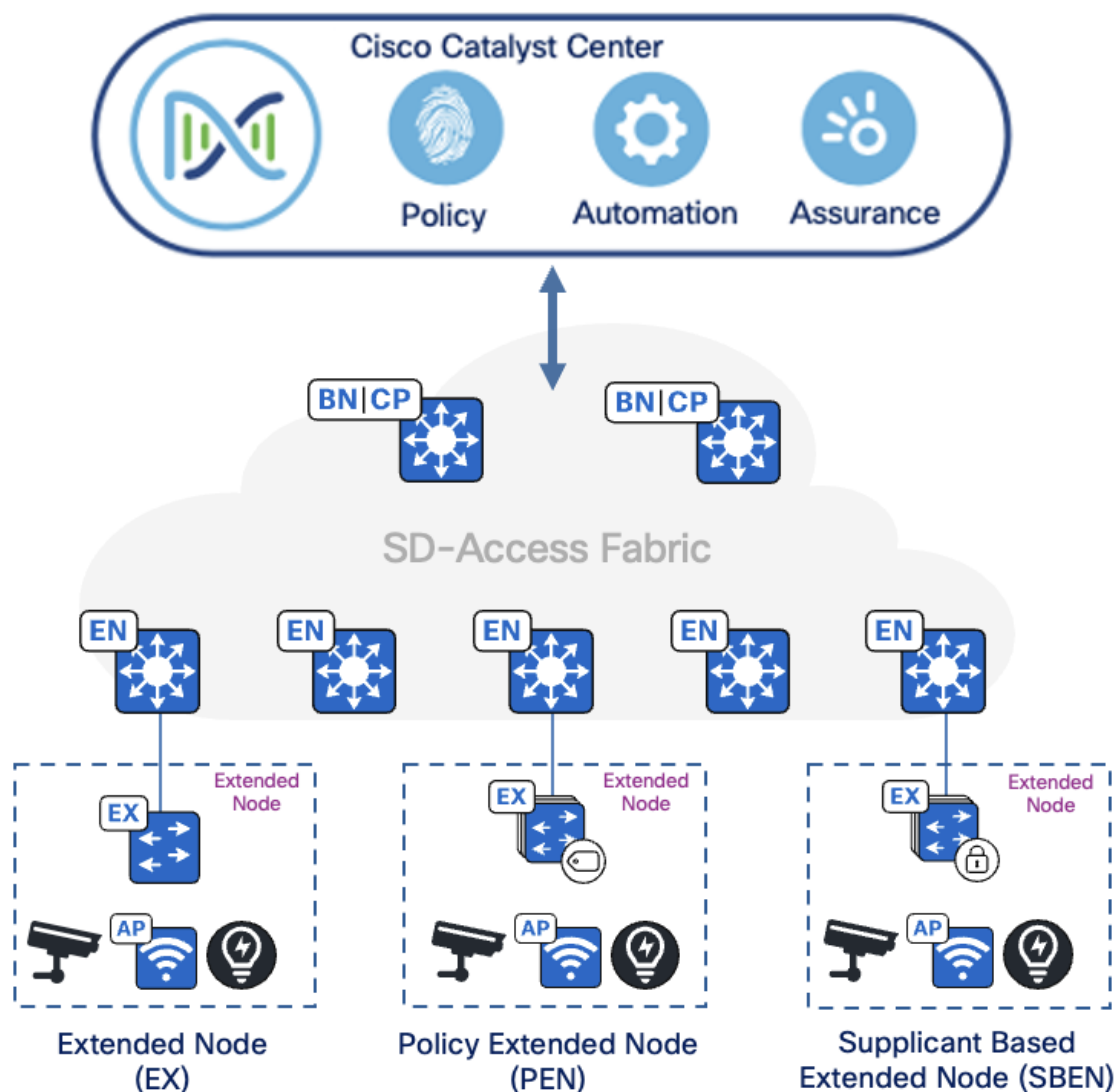 Cisco Catalyst Center
Policy
Automation
Assurance
BN|CP
BN|CP
SD-Access Fabric
EN
EN
EN
EN
EN
Extended
Node
EX
AP
Extended
Node
EX
AP
Extended
Node
EX
AP
Extended Node
(EX)
Policy Extended Node
(PEN)
Supplicant Based
Extended Node (SBEN)